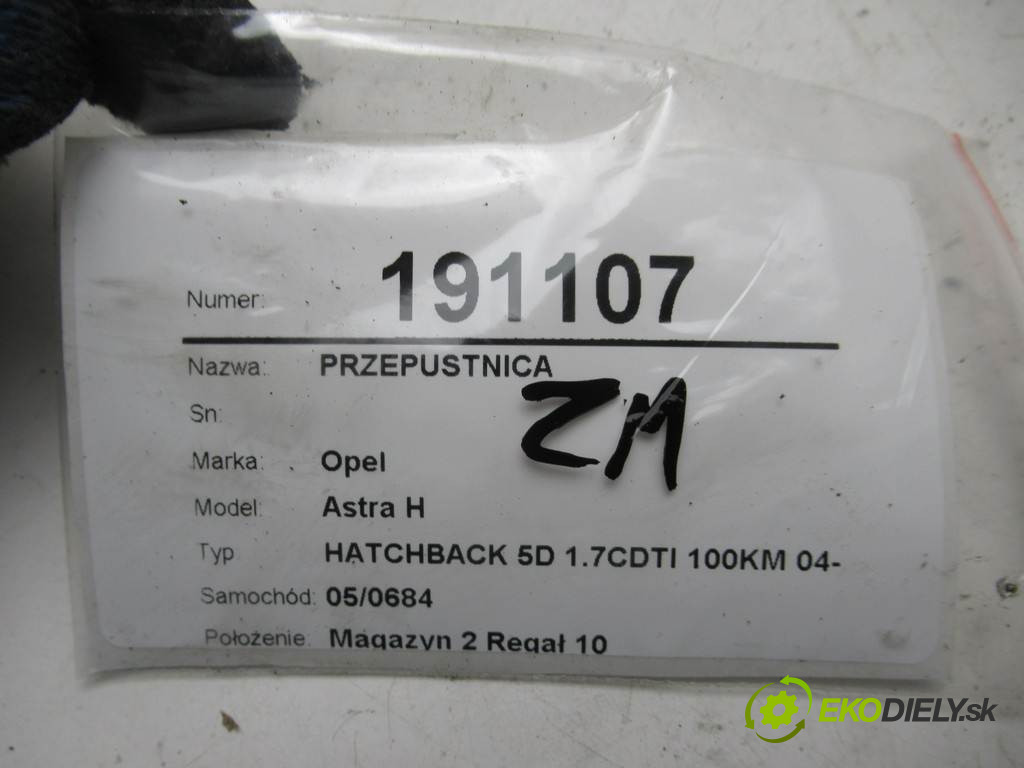 Numer: 191107
Nazwa: PRZEPUSTNICA
ZM
Sn:
Marka: Opel
Model: Astra H
Typ HATCHBACK 5D 1.7CDTI 100KM 04-
Samochód: 05/0684
Położenie: Magazyn 2 Regał 10
EKODIELY.sk